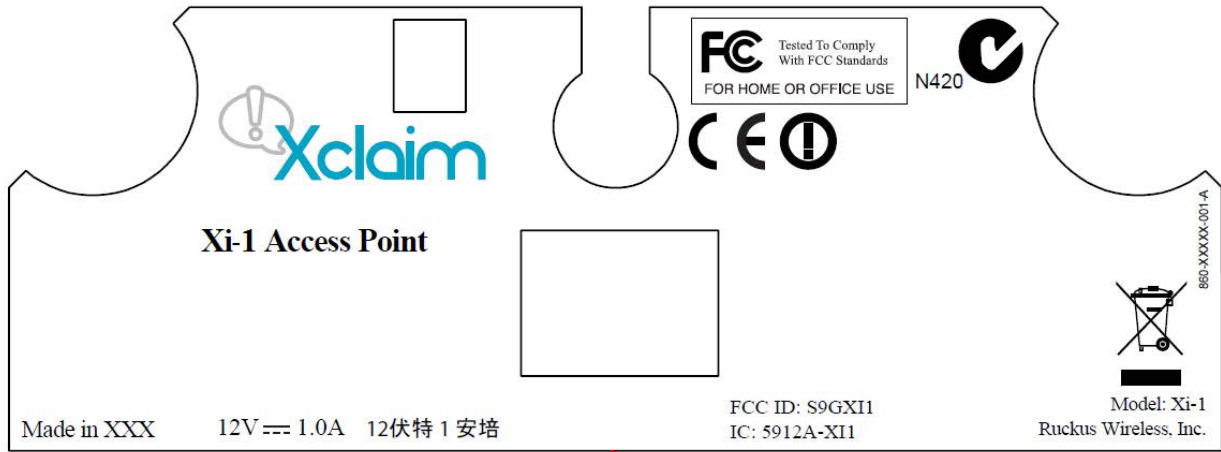 FC Tested To Comply
With FCC Standards
FOR HOME OR OFFICE USE
N420
CE
Xclaim
Xi-1 Access Point
860-XXXXX-001-A
Made in XXX
12V 1.0A 12伏特 1 安培
FCC ID: S9GXI1
IC: 5912A-XI1
Model: Xi-1
Ruckus Wireless, Inc.